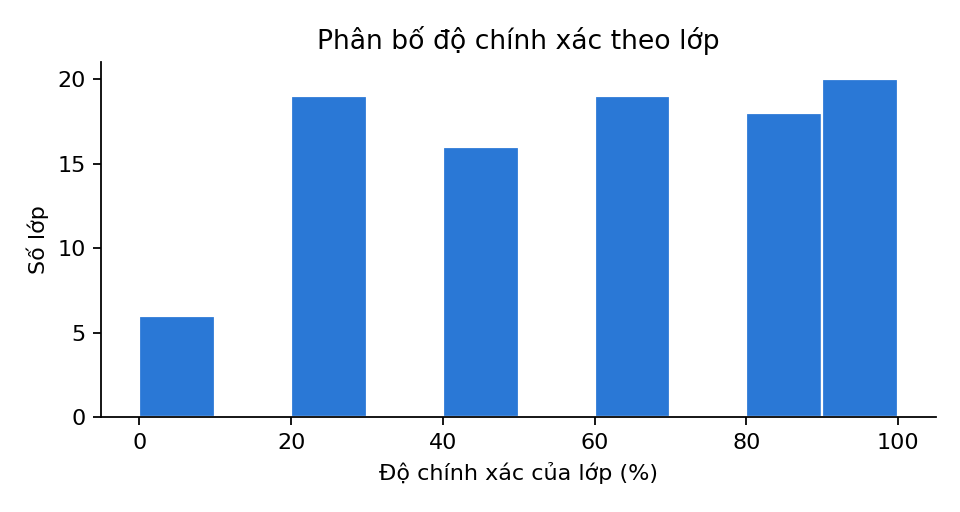 Phân bố độ chính xác theo lớp
Số lớp
20
15
10
5
0
0 20 40 60 80 100
Độ chính xác của lớp (%)